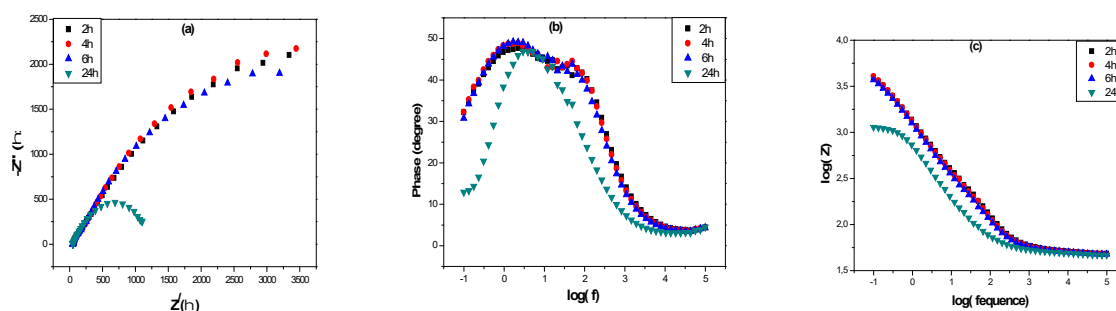 (a)
2h
4h
6h
24h
2500
2000
1500
1000
500
0
0 500 1000 1500 2000 2500 3000 3500
(b)
2h
4h
6h
24h
Phase (degree)
50
40
30
20
10
0
-1 0 1 2 3 4 5
log( f)
(c)
2h
4h
6h
24
log( Z)
4,0
3,5
3,0
2,5
2,0
1,5
-1 0 1 2 3 4 5
log( fequence)